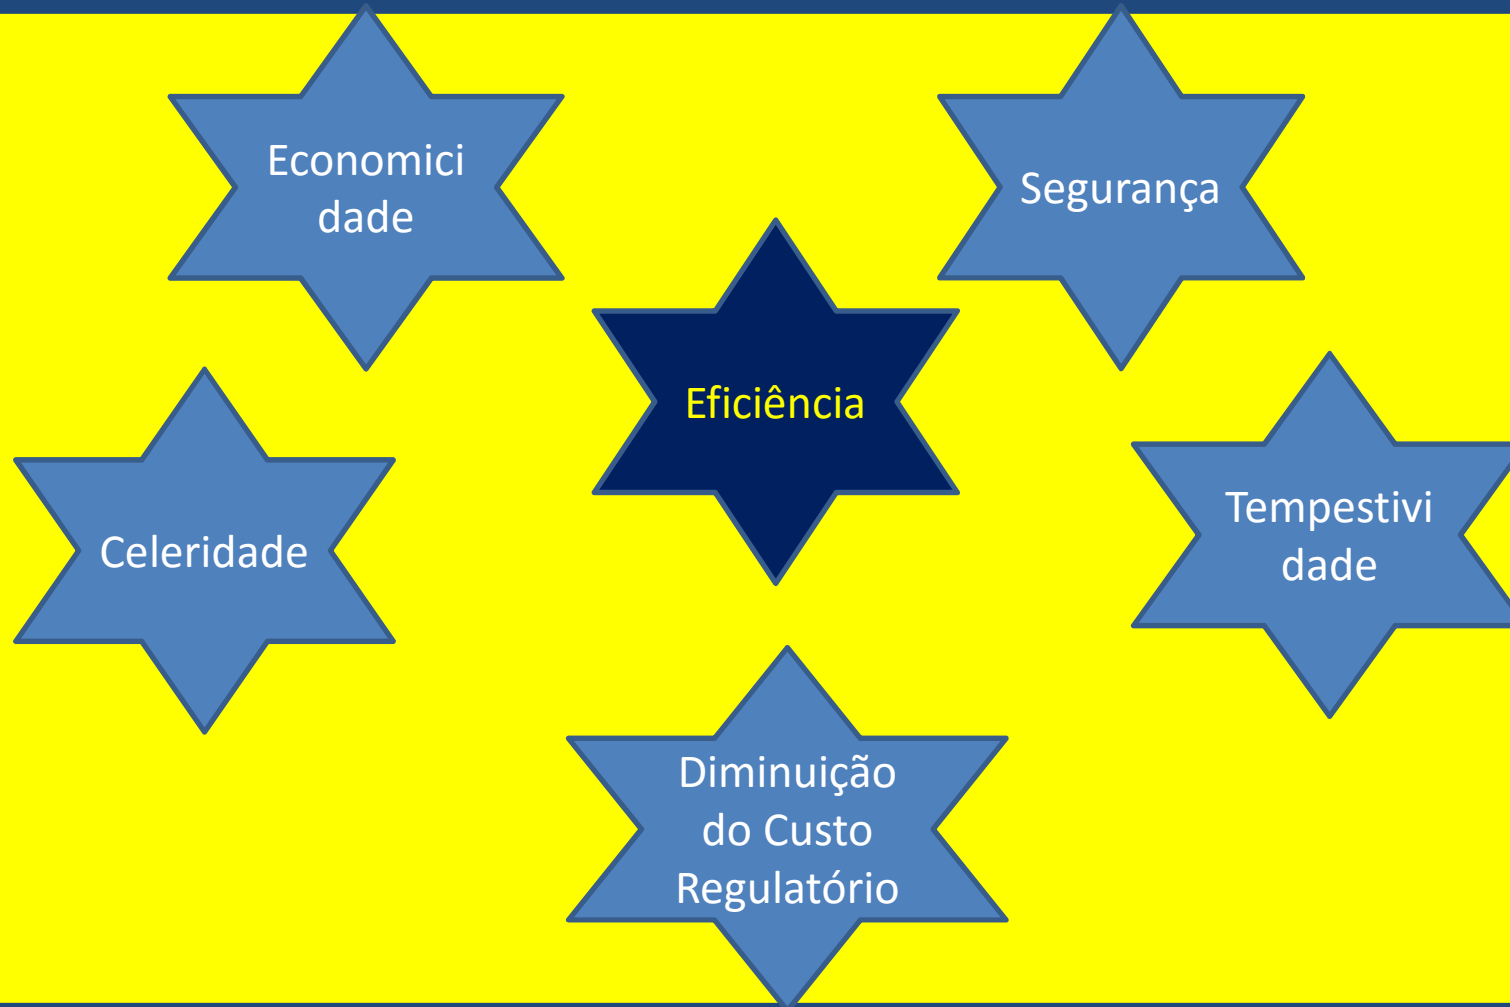 Economici
dade
Segurança
Eficiência
Celeridade
Tempestivi
dade
Diminuição
do Custo
Regulatório